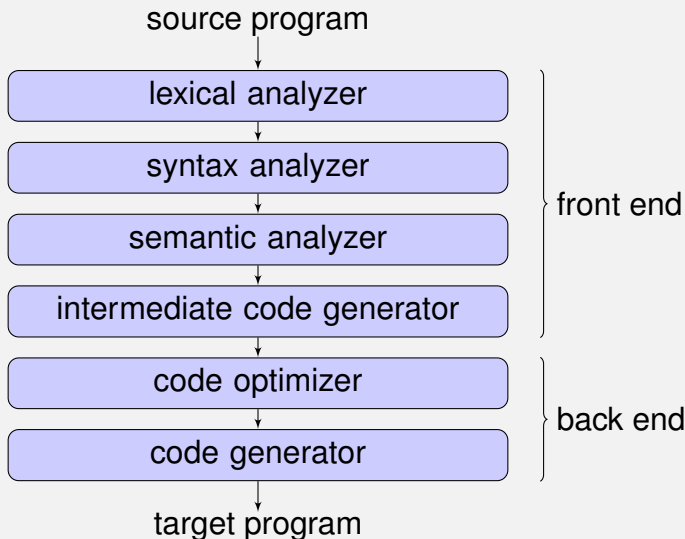 source program
lexical analyzer
syntax analyzer
front end
semantic analyzer
intermediate code generator
code optimizer
back end
code generator
target program